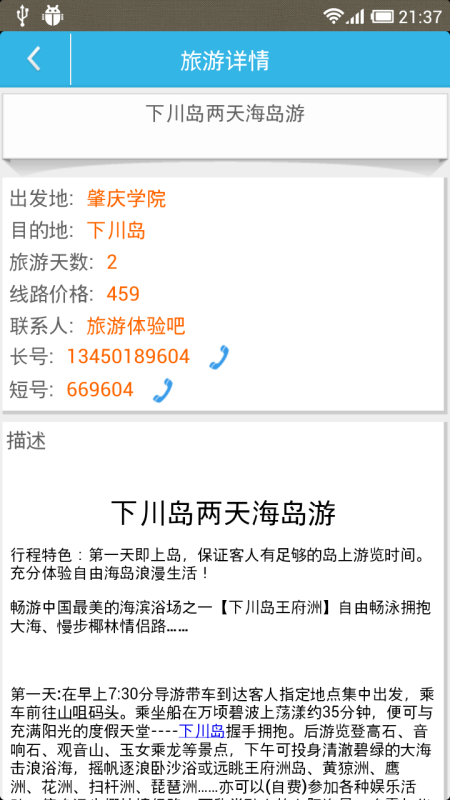 21:37
旅游详情
下川岛两天海岛游
出发地: 肇庆学院
目的地: 下川岛
旅游天数: 2
线路价格: 459
联系人: 旅游体验吧
长号: 13450189604
短号: 669604
描述
下川岛两天海岛游
行程特色：第一天即上岛，保证客人有足够的岛上游览时间。
充分体验自由海岛浪漫生活！
畅游中国最美的海滨浴场之一【下川岛王府洲】自由畅泳拥抱
大海、慢步椰林情侣路……
第一天:在早上7:30分导游带车到达客人指定地点集中出发，乘
车前往山咀码头。乘坐船在万顷碧波上荡漾约35分钟，便可与
充满阳光的度假天堂----下川岛握手拥抱。后游览登高石、音
响石、观音山、玉女乘龙等景点，下午可投身清澈碧绿的大海
击浪浴海，摇帆逐浪卧沙浴或远眺王府洲岛、黄猄洲、鹰
洲、花洲、扫杆洲、琵琶洲……亦可以(自费)参加各种娱乐活